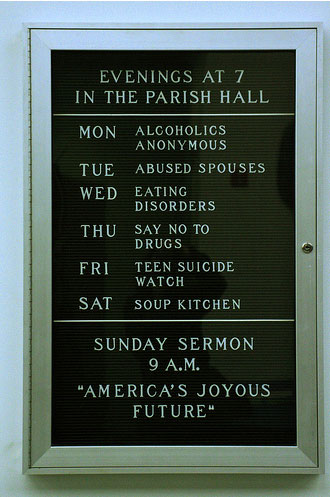 EVENINGS AT 7
IN THE PARISH HALL
MON ALCOHOLICS
ANONYMOUS
TUE ABUSED SPOUSES
WED EATING
DISORDERS
THU SAY NO TO
DRUGS
FRI TEEN SUICIDE
WATCH
SAT SOUP KITCHEN
SUNDAY SERMON
9 A.M.
"AMERICA'S JOYOUS
FUTURE"